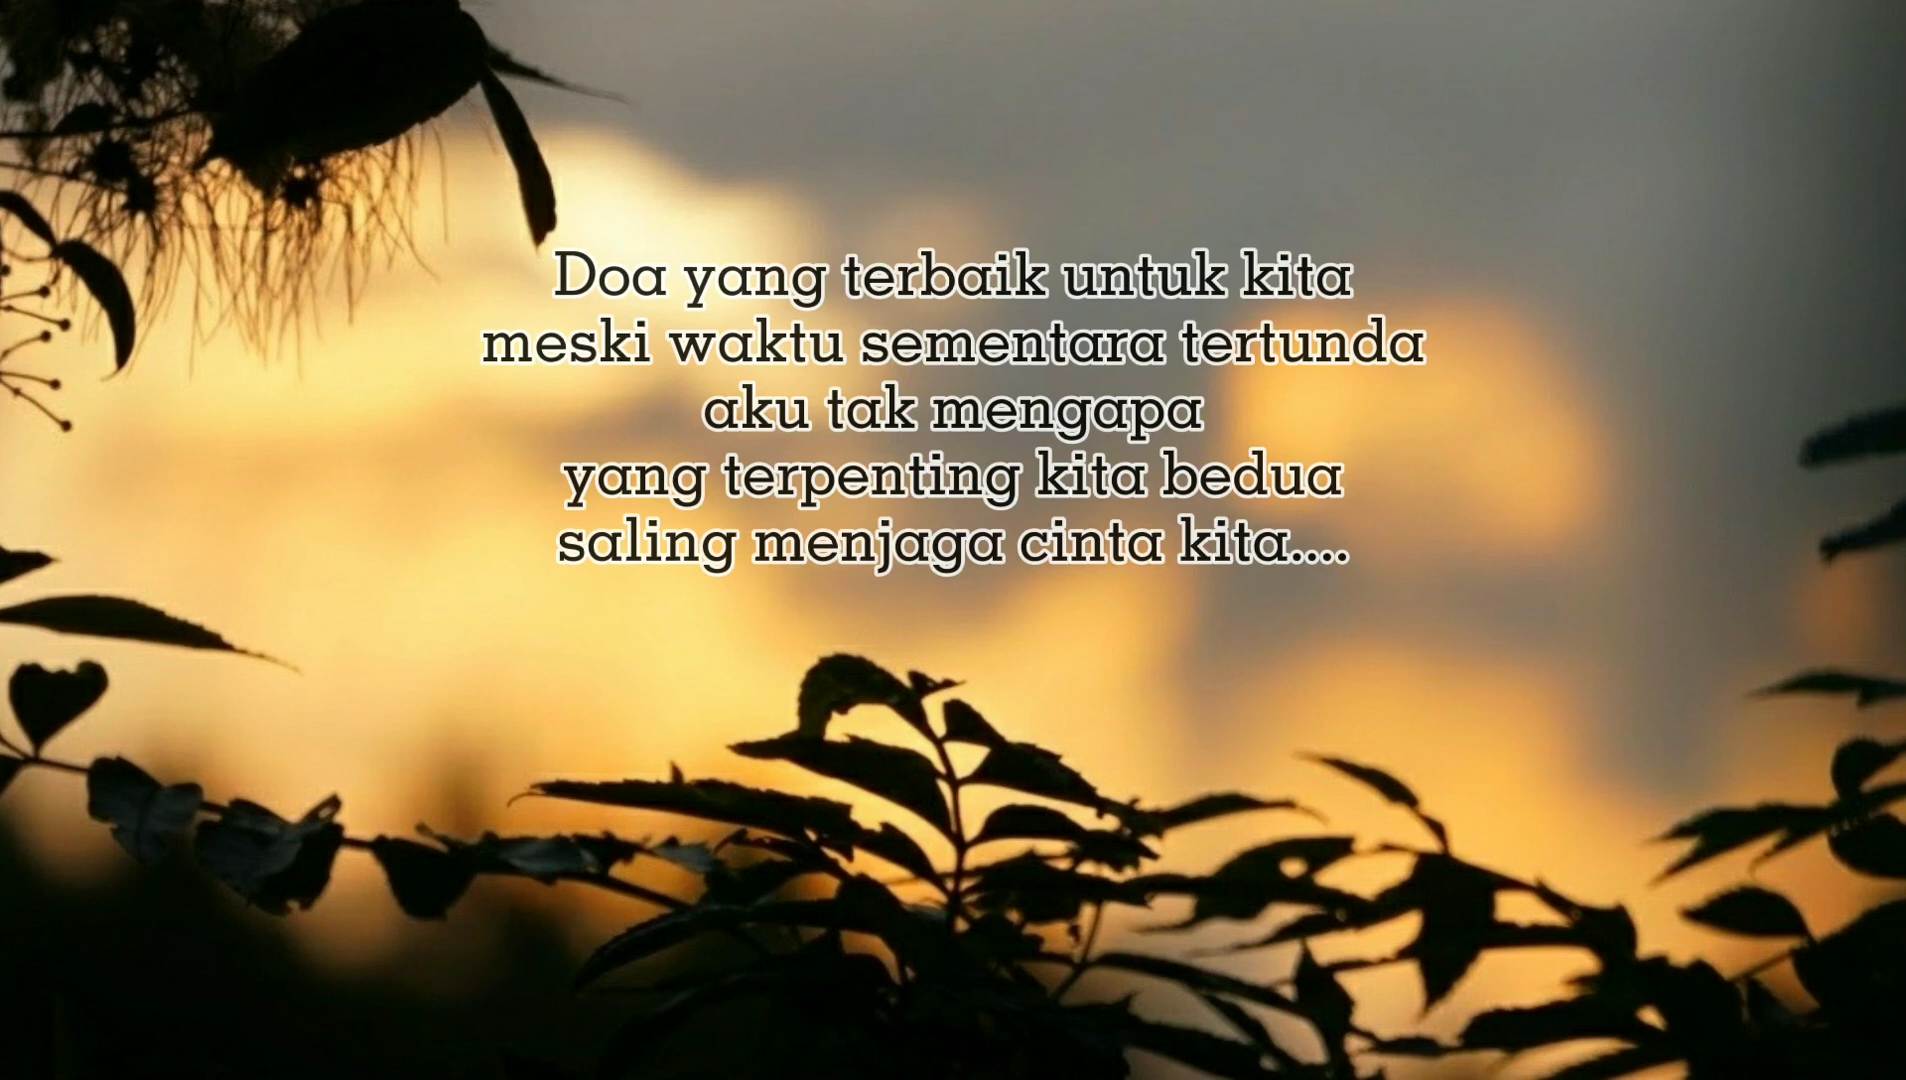 Doa yang terbaik untuk kita
meski waktu sementara tertunda
aku tak mengapa
yang terpenting kita bedua
saling menjaga cinta kita....